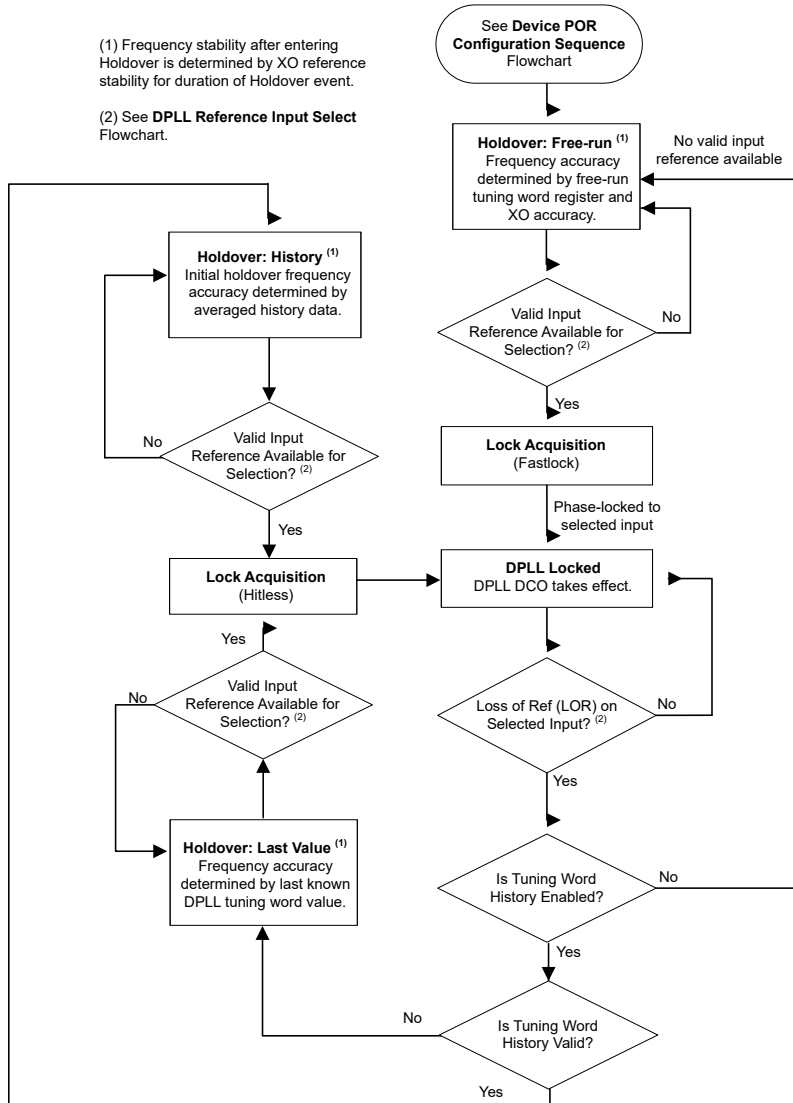 (1) Frequency stability after entering
Holdover is determined by XO reference
stability for duration of Holdover event.
(2) See DPLL Reference Input Select
Flowchart.
See Device POR
Configuration Sequence
Flowchart
Holdover: Free-run (1)
Frequency accuracy
determined by free-run
tuning word register and
XO accuracy.
No valid input
reference available
Valid Input
Reference Available for
Selection? (2)
No
Yes
Lock Acquisition
(Fastlock)
Phase-locked to
selected input
Holdover: History (1)
Initial holdover frequency
accuracy determined by
averaged history data.
Valid Input
Reference Available for
Selection? (2)
No
Yes
Lock Acquisition
(Hitless)
DPLL Locked
DPLL DCO takes effect.
Yes
Valid Input
Reference Available for
Selection? (2)
No
Loss of Ref (LOR) on
Selected Input? (2)
No
Yes
Holdover: Last Value (1)
Frequency accuracy
determined by last known
DPLL tuning word value.
Is Tuning Word
History Enabled?
No
Yes
Is Tuning Word
History Valid?
No
Yes